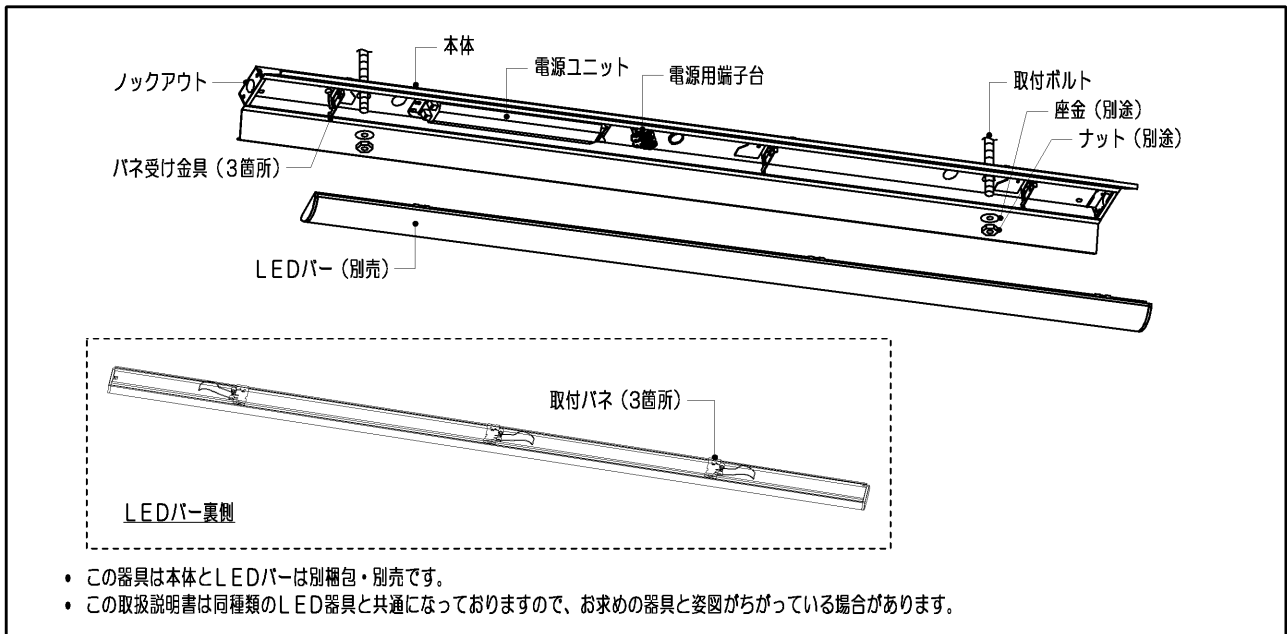 本体
ノックアウト
電源ユニット
電源用端子台
取付ボルト
座金（別途）
ナット（別途）
バネ受け金具（3箇所）
LEDバー（別売）
取付バネ（3箇所）
LEDバー裏側
• この器具は本体とLEDバーは別梱包・別売です。
• この取扱説明書は同種類のLED器具と共通になっておりますので、お求めの器具と姿図がちがっている場合があります。